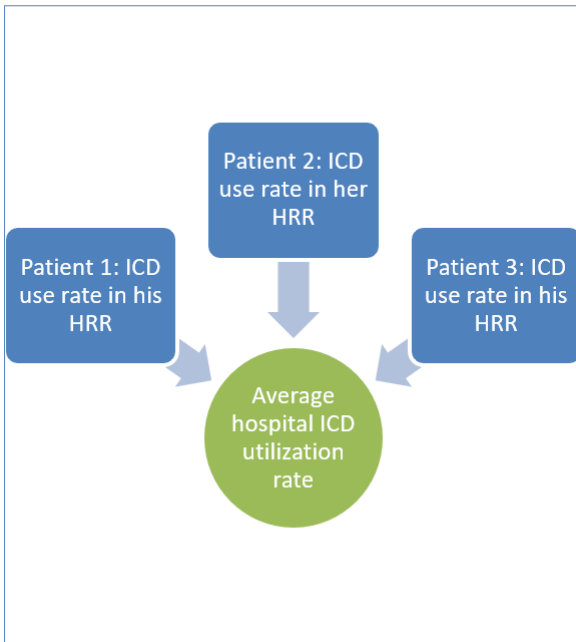 Patient 2: ICD
use rate in her
HRR
Patient 1: ICD
use rate in his
HRR
Patient 3: ICD
use rate in his
HRR
Average
hospital ICD
utilization
rate